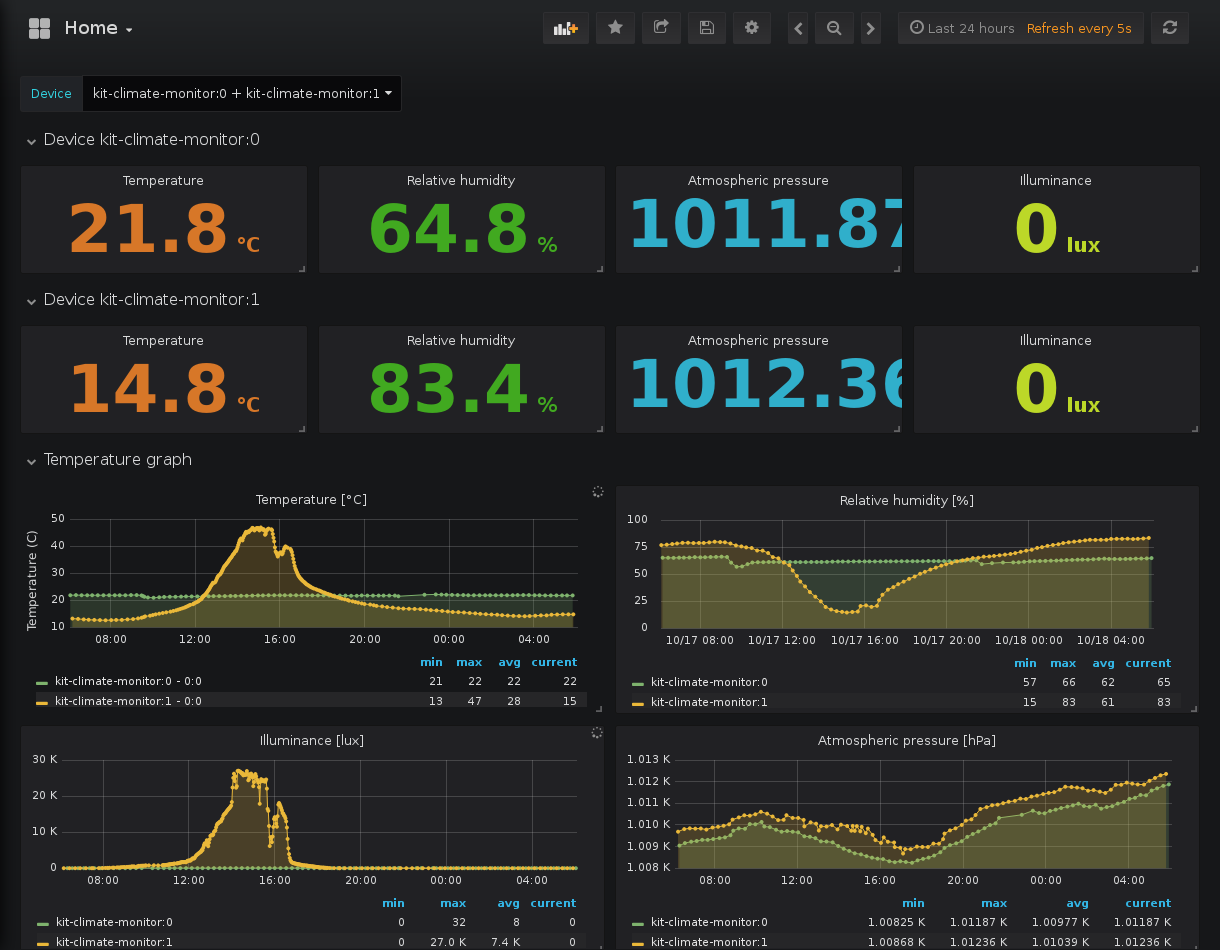 Home
Last 24 hours Refresh every 5s
Device kit-climate-monitor:0 + kit-climate-monitor:1
Device kit-climate-monitor:0
Temperature Relative humidity Atmospheric pressure Illuminance
21.8 °C 64.8 % 1011.87 0 lux
Device kit-climate-monitor:1
Temperature Relative humidity Atmospheric pressure Illuminance
14.8 °C 83.4 % 1012.36 0 lux
Temperature graph
Temperature [°C]
Temperature (C)
50
40
30
20
10
08:00 12:00 16:00 20:00 00:00 04:00
min max avg current
kit-climate-monitor:0 - 0:0 21 22 22 22
kit-climate-monitor:1 - 0:0 13 47 28 15
Relative humidity [%]
100
75
50
25
0
10/17 08:00 10/17 12:00 10/17 16:00 10/17 20:00 10/18 00:00 10/18 04:00
min max avg current
kit-climate-monitor:0 57 66 62 65
kit-climate-monitor:1 15 83 61 83
Illuminance [lux]
30 K
20 K
10 K
0
08:00 12:00 16:00 20:00 00:00 04:00
min max avg current
kit-climate-monitor:0 0 32 8 0
kit-climate-monitor:1 0 27.0 K 7.4 K 0
Atmospheric pressure [hPa]
1.013 K
1.012 K
1.011 K
1.010 K
1.009 K
1.008 K
08:00 12:00 16:00 20:00 00:00 04:00
min max avg current
kit-climate-monitor:0 1.00825 K 1.01187 K 1.00977 K 1.01187 K
kit-climate-monitor:1 1.00868 K 1.01236 K 1.01039 K 1.01236 K